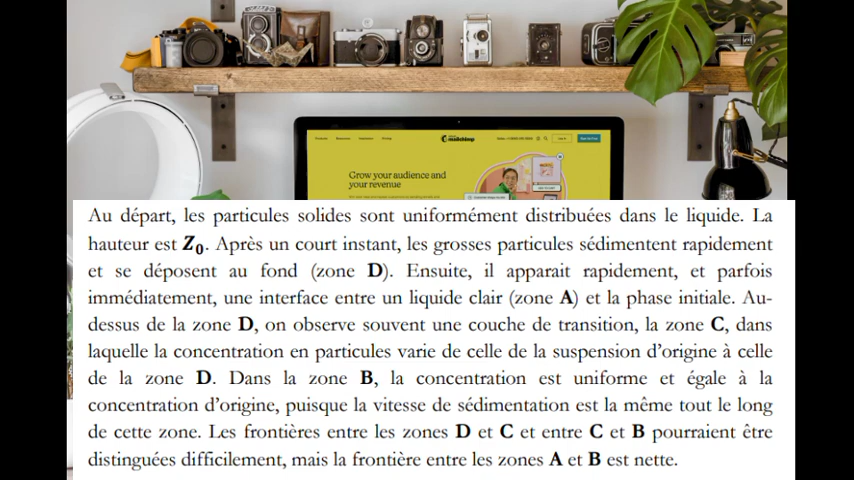 mailchimp
Grow your audience and
your revenue
Au départ, les particules solides sont uniformément distribuées dans le liquide. La
hauteur est Z₀. Après un court instant, les grosses particules sédimentent rapidement
et se déposent au fond (zone D). Ensuite, il apparait rapidement, et parfois
immédiatement, une interface entre un liquide clair (zone A) et la phase initiale. Au-
dessus de la zone D, on observe souvent une couche de transition, la zone C, dans
laquelle la concentration en particules varie de celle de la suspension d'origine à celle
de la zone D. Dans la zone B, la concentration est uniforme et égale à la
concentration d'origine, puisque la vitesse de sédimentation est la même tout le long
de cette zone. Les frontières entre les zones D et C et entre C et B pourraient être
distinguées difficilement, mais la frontière entre les zones A et B est nette.